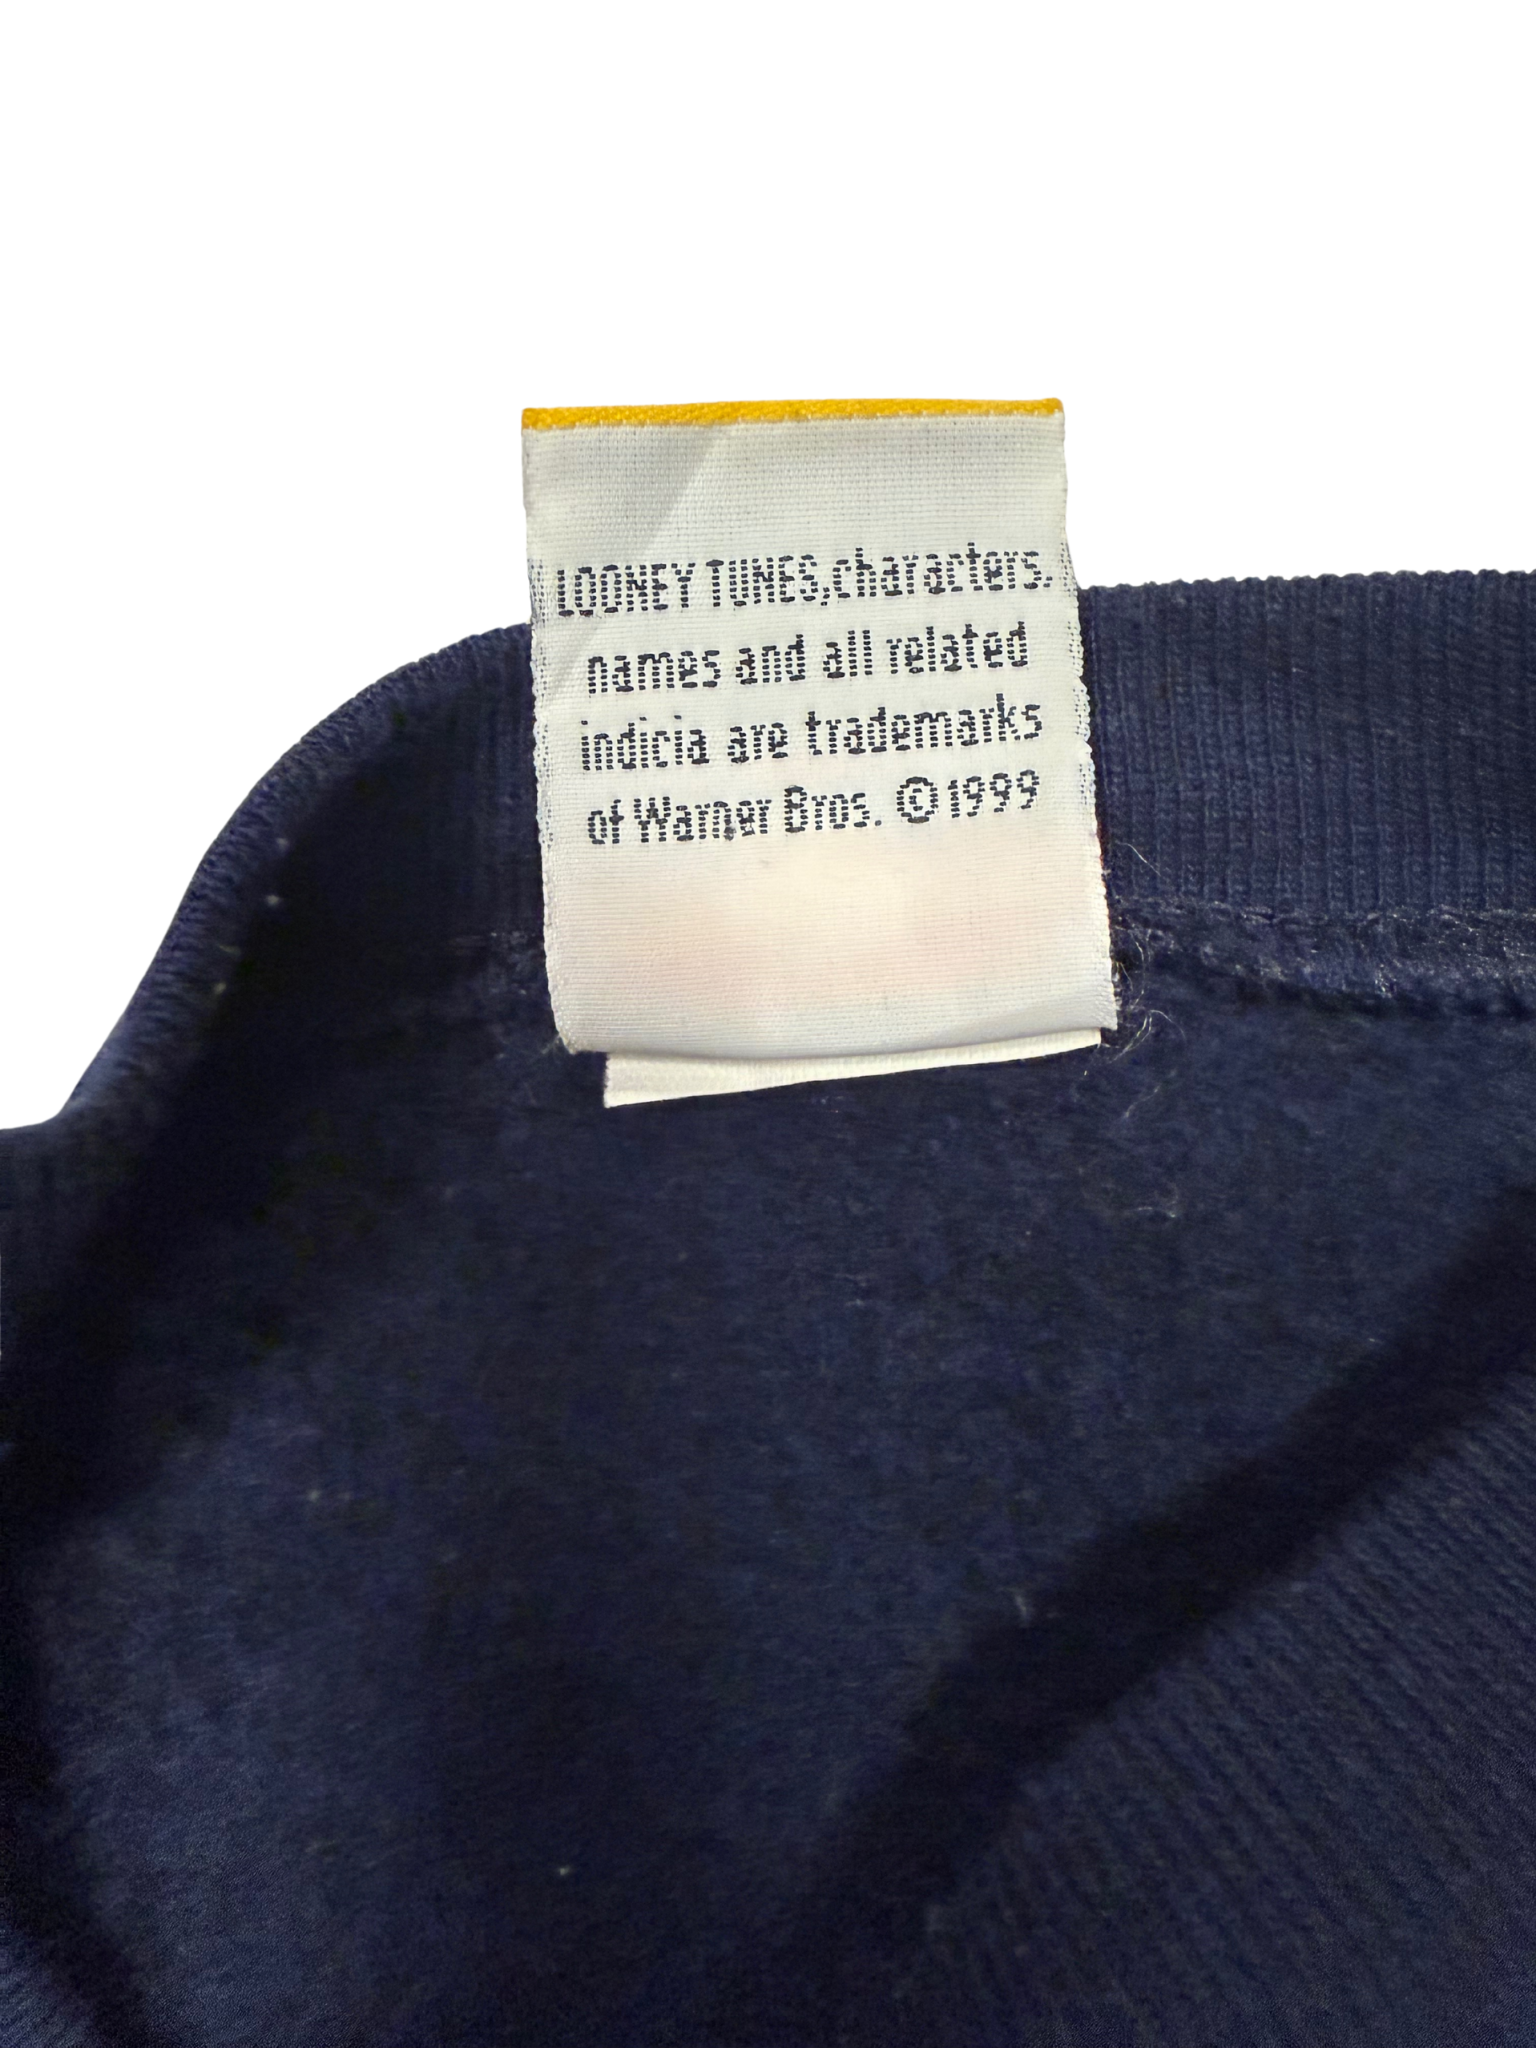 LOONEY TUNES, characters,
names and all related
indicia are trademarks
of Warner Bros. ©1999